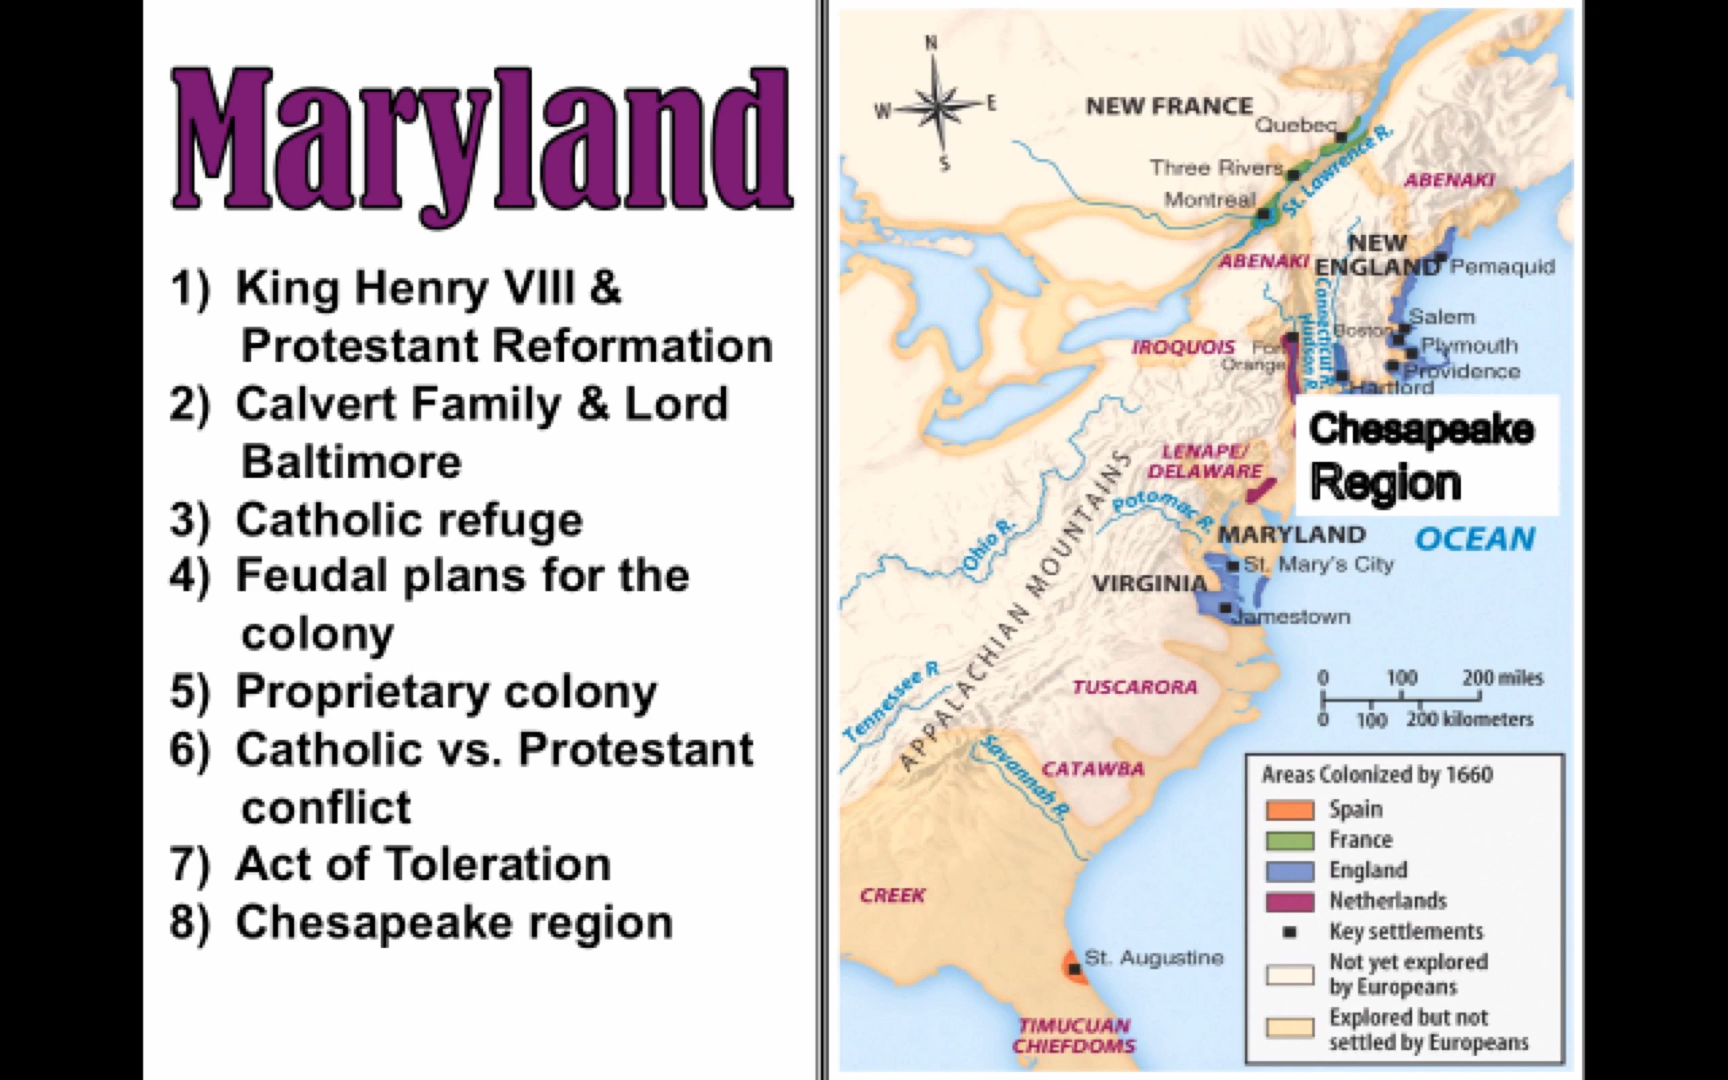 Maryland
1) King Henry VIII &
Protestant Reformation
2) Calvert Family & Lord
Baltimore
3) Catholic refuge
4) Feudal plans for the
colony
5) Proprietary colony
6) Catholic vs. Protestant
conflict
7) Act of Toleration
8) Chesapeake region
N
W
E
S
NEW FRANCE
Quebec
Three Rivers
Montreal
St. Lawrence R.
ABENAKI
ABENAKI
NEW
ENGLAND
Pemaquid
Connecticut R.
Hudson R.
Salem
Boston
Plymouth
Providence
Hartford
IROQUOIS
Fort
Orange
Chesapeake
Region
LENAPE/
DELAWARE
Potomac R.
Ohio R.
APPALACHIAN MOUNTAINS
MARYLAND
OCEAN
St. Mary's City
VIRGINIA
Jamestown
Tennessee R
TUSCARORA
0 100 200 miles
0 100 200 kilometers
Savannah R.
CATAWBA
CREEK
St. Augustine
TIMUCUAN
CHIEFDOMS
Areas Colonized by 1660
Spain
France
England
Netherlands
Key settlements
Not yet explored
by Europeans
Explored but not
settled by Europeans